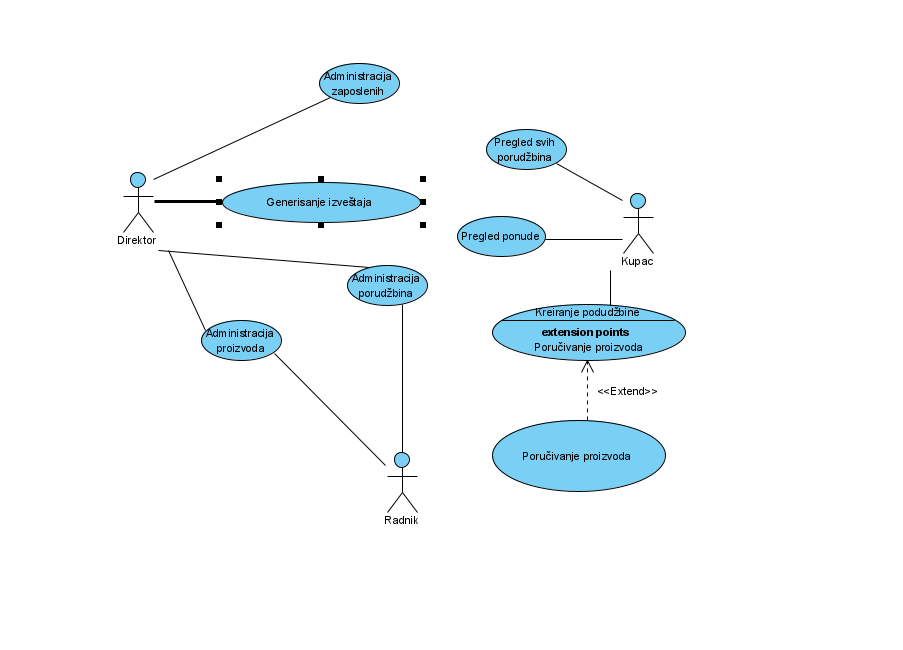 Administracija
zaposlenih
Pregled svih
porudžbina
Generisanje izveštaja
Direktor
Pregled ponude
Kupac
Administracija
porudžbina
Kreiranje podudžbine
extension points
Poručivanje proizvoda
Administracija
proizvoda
<<Extend>>
Poručivanje proizvoda
Radnik